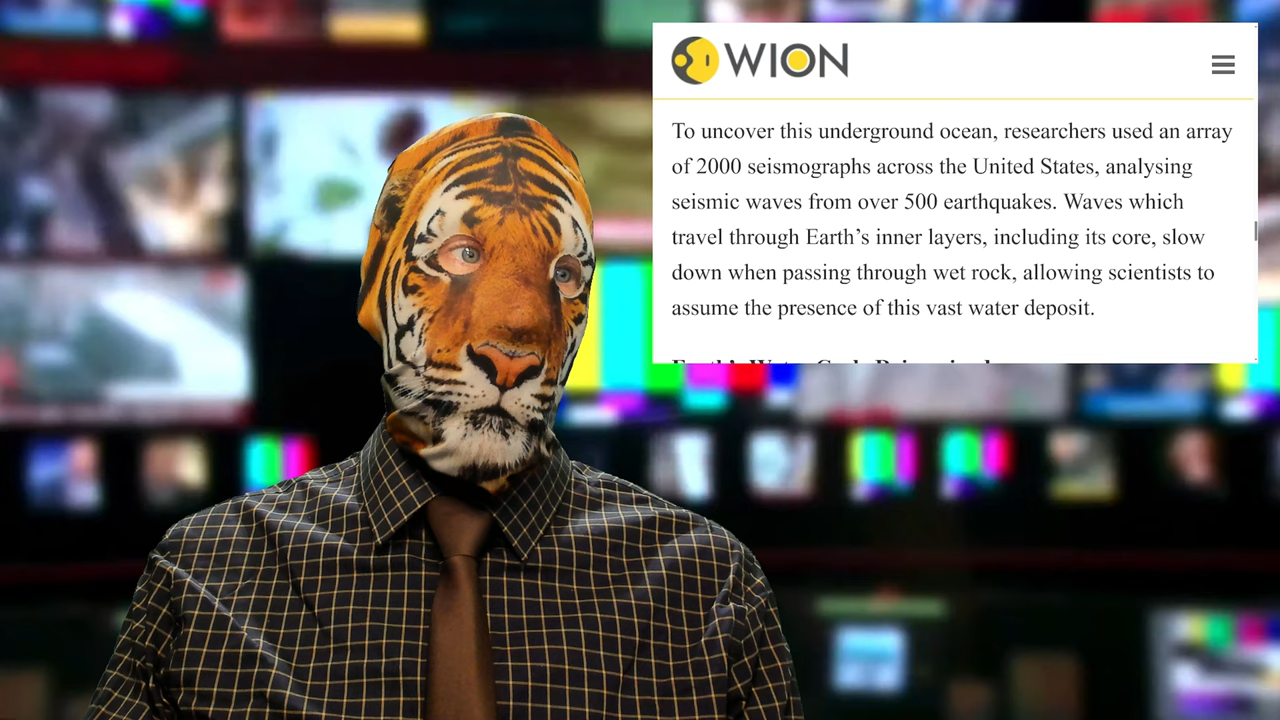 WION
To uncover this underground ocean, researchers used an array
of 2000 seismographs across the United States, analysing
seismic waves from over 500 earthquakes. Waves which
travel through Earth’s inner layers, including its core, slow
down when passing through wet rock, allowing scientists to
assume the presence of this vast water deposit.